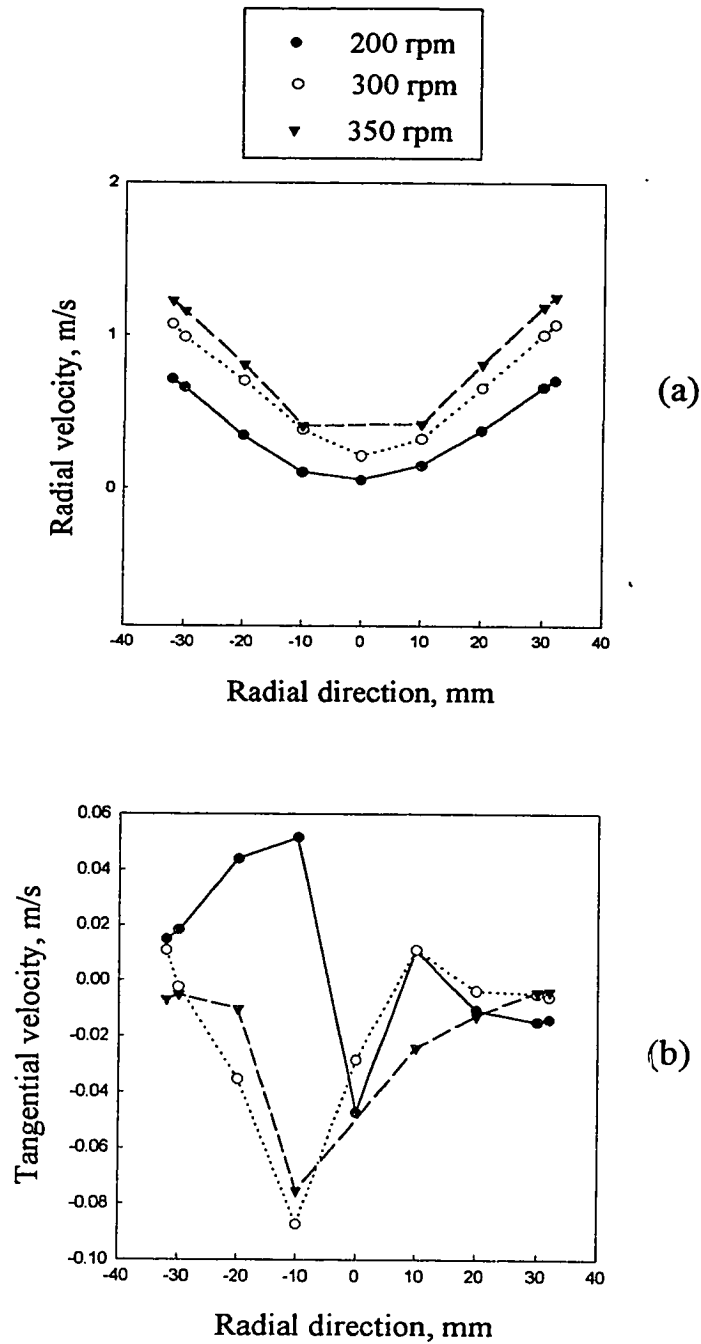 200 rpm
300 rpm
350 rpm
2
1
0
-40 -30 -20 -10 0 10 20 30 40
Radial velocity, m/s
Radial direction, mm
(a)
0.06
0.04
0.02
0.00
-0.02
-0.04
-0.06
-0.08
-0.10
-40 -30 -20 -10 0 10 20 30 40
Tangential velocity, m/s
Radial direction, mm
(b)